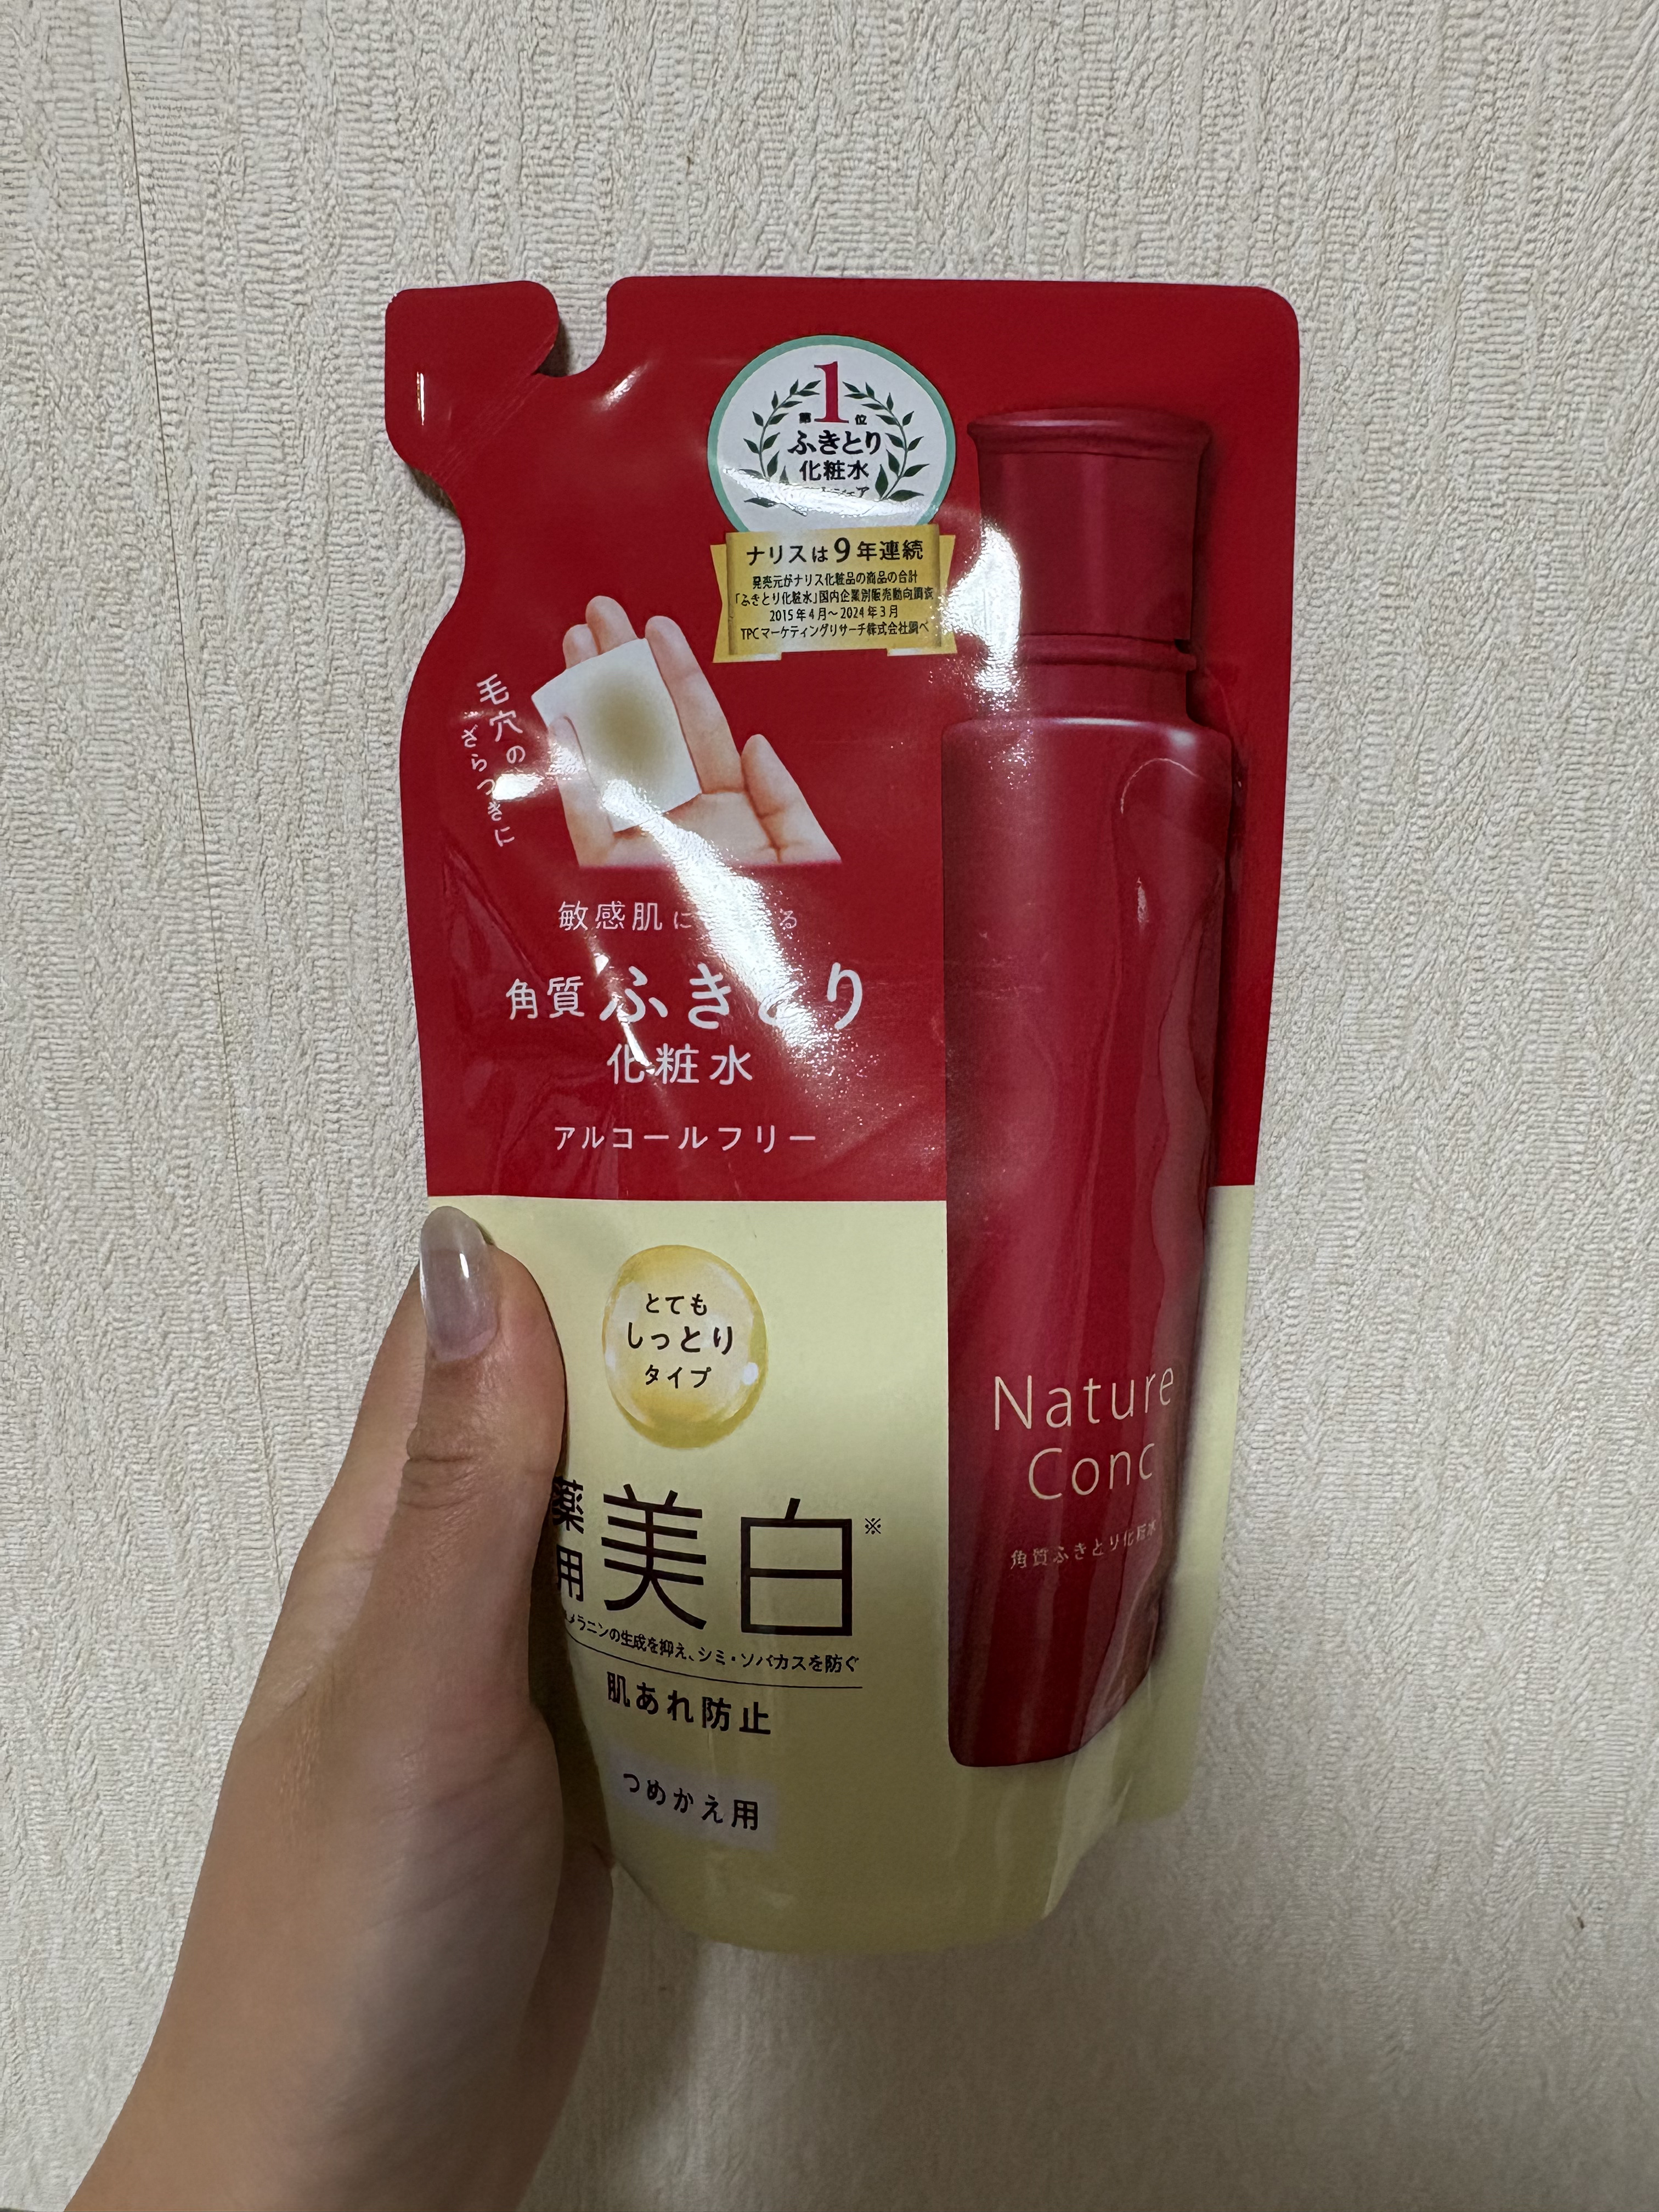 第1位
ふきとり
化粧水
ナリスは9年連続
発売元がナリス化粧品の商品の合計
「ふきとり化粧水」国内企業別販売動向調査
2015年4月〜2024年3月
TPCマーケティングリサーチ株式会社調べ
毛穴の
ざらつきに
敏感肌に
角質ふきとり
化粧水
アルコールフリー
とても
しっとり
タイプ
薬用美白※
メラニンの生成を抑え、シミ・ソバカスを防ぐ
肌あれ防止
つめかえ用
Nature
Conc
角質ふきとり化粧水